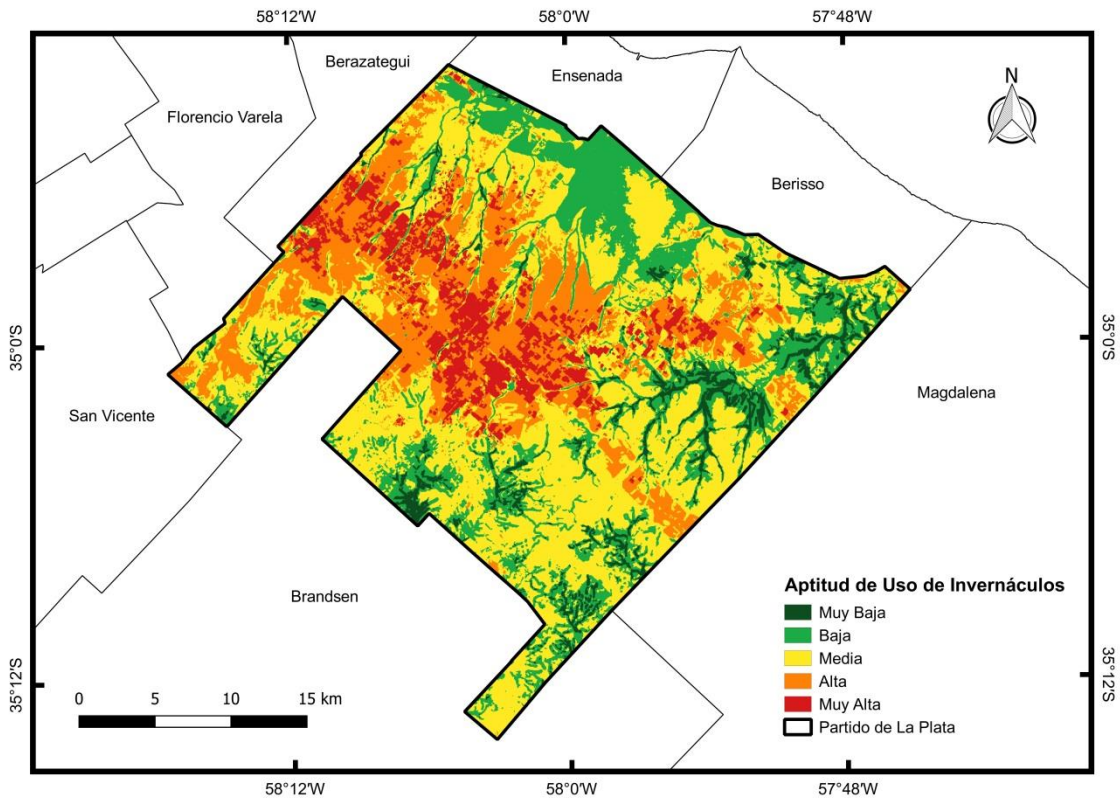 58°12'W
58°0'W
57°48'W
Berazategui
Ensenada
N
Florencio Varela
Berisso
35°0'S
35°0'S
Magdalena
San Vicente
Brandsen
Aptitud de Uso de Invernáculos
Muy Baja
Baja
Media
Alta
Muy Alta
Partido de La Plata
35°12'S
35°12'S
0 5 10 15 km
58°12'W
58°0'W
57°48'W